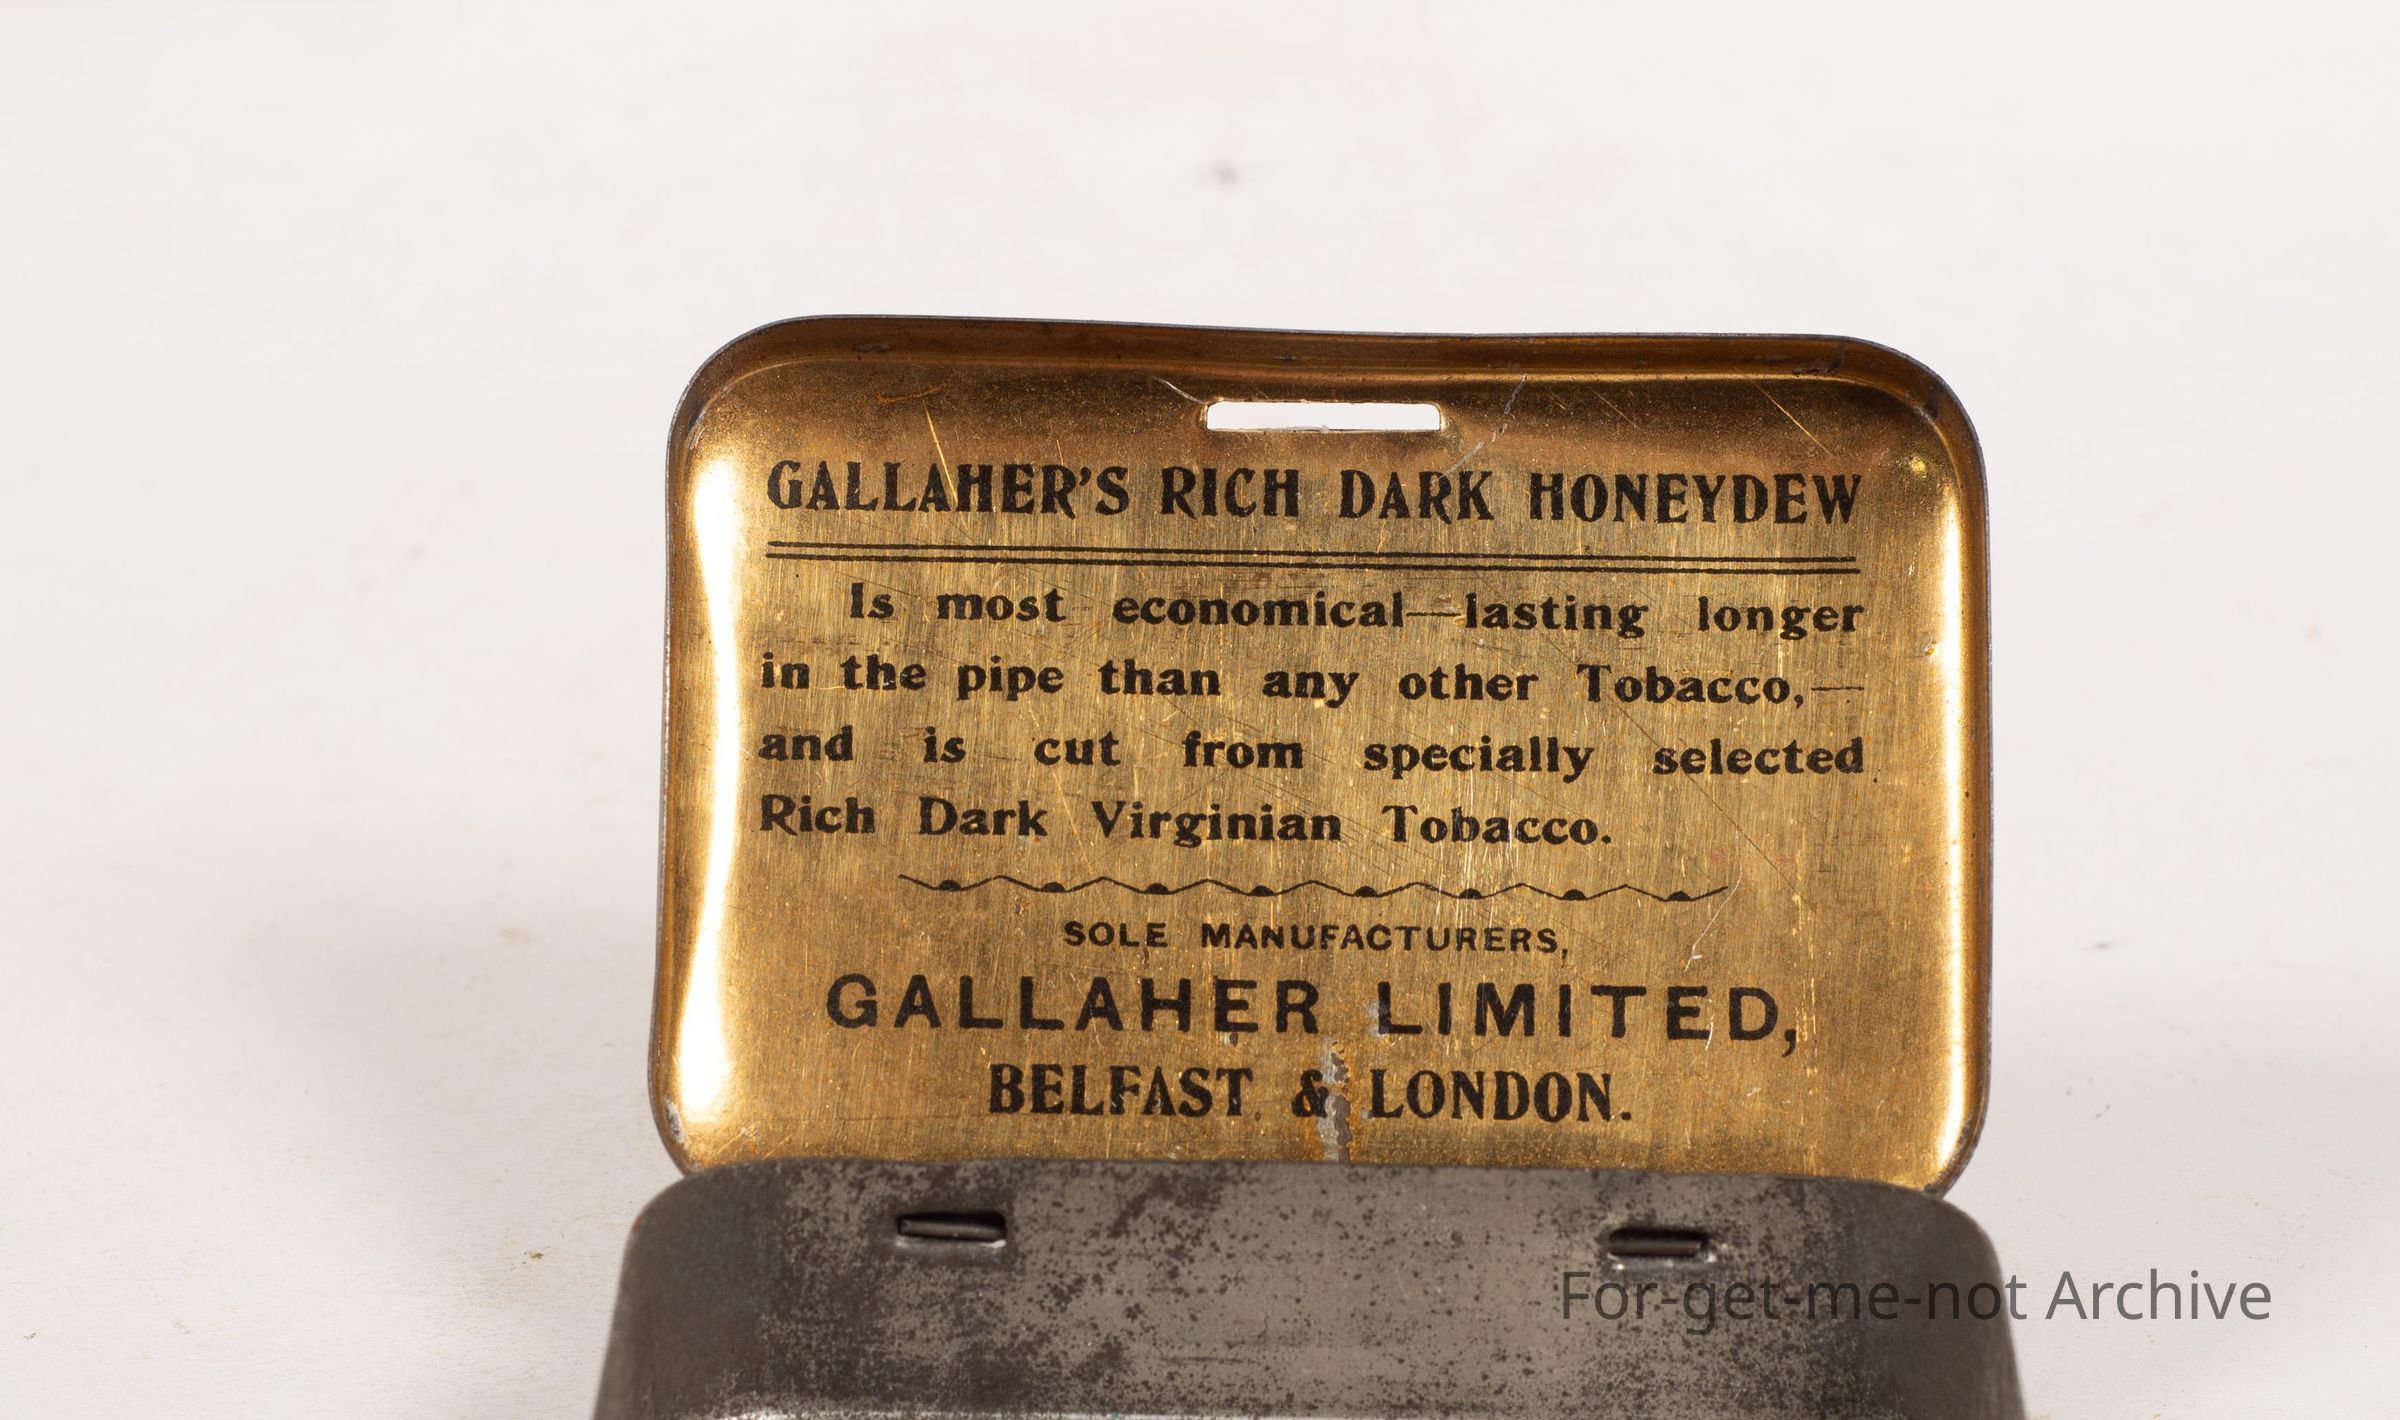 GALLAHER'S RICH DARK HONEYDEW
Is most economical—lasting longer
in the pipe than any other Tobacco,—
and is cut from specially selected
Rich Dark Virginian Tobacco.
SOLE MANUFACTURERS,
GALLAHER LIMITED,
BELFAST & LONDON.
For-get-me-not Archive